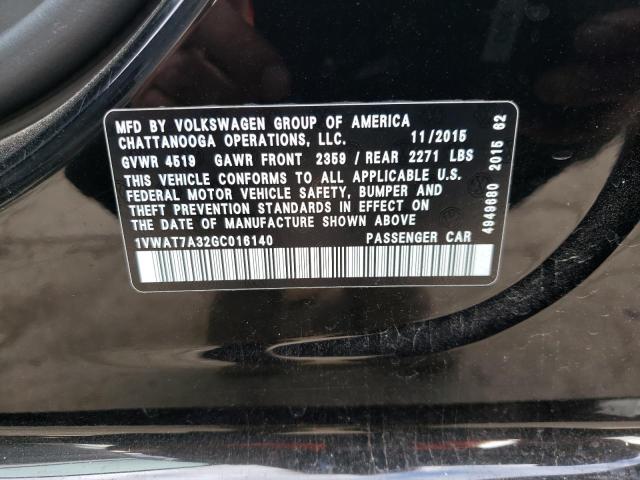 MFD BY VOLKSWAGEN GROUP OF AMERICA
CHATTANOOGA OPERATIONS, LLC. 11/2015
GVWR 4519 GAWR FRONT 2359 / REAR 2271 LBS
THIS VEHICLE CONFORMS TO ALL APPLICABLE U.S.
FEDERAL MOTOR VEHICLE SAFETY, BUMPER AND
THEFT PREVENTION STANDARDS IN EFFECT ON
THE DATE OF MANUFACTURE SHOWN ABOVE
1VWAT7A32GC016140 PASSENGER CAR
4949680 2015 62